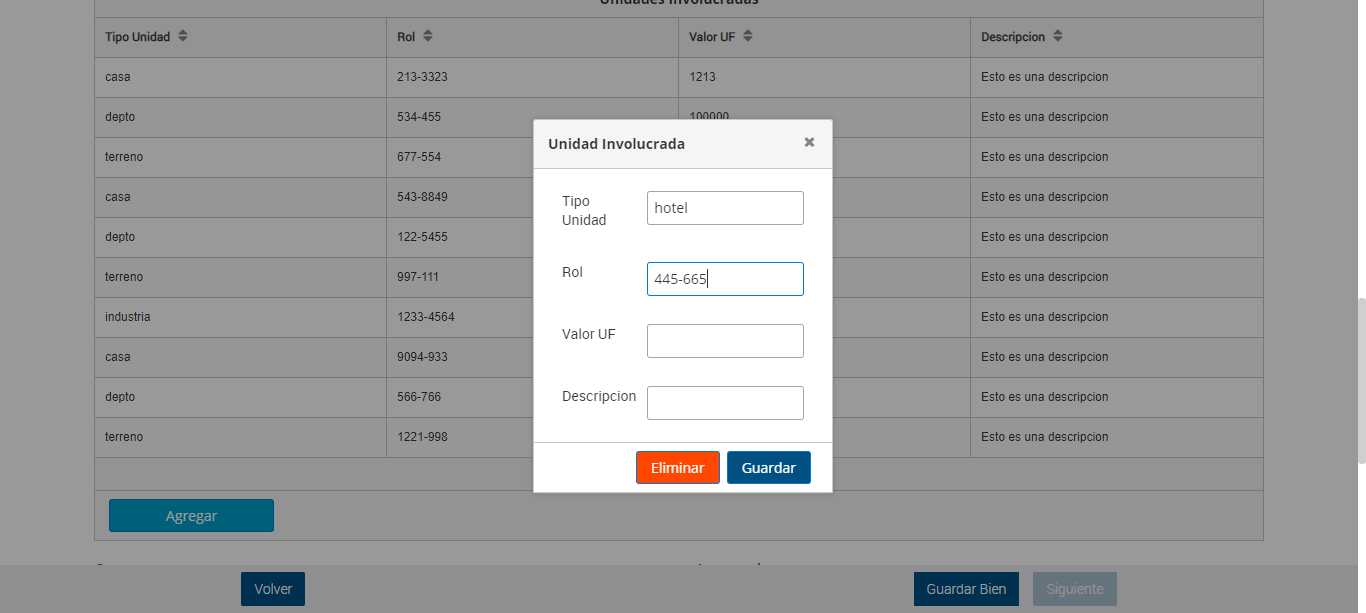 Unidades Involucradas
Tipo Unidad Rol Valor UF Descripcion
casa 213-3323 1213 Esto es una descripcion
depto 534-455 100000 Esto es una descripcion
terreno 677-554 Esto es una descripcion
casa 543-8849 Esto es una descripcion
depto 122-5455 Esto es una descripcion
terreno 997-111 Esto es una descripcion
industria 1233-4564 Esto es una descripcion
casa 9094-933 Esto es una descripcion
depto 566-766 Esto es una descripcion
terreno 1221-998 Esto es una descripcion
Agregar
Unidad Involucrada ✖
Tipo
Unidad
hotel
Rol 445-665
Valor UF
Descripcion
Eliminar Guardar
Volver Guardar Bien Siguiente